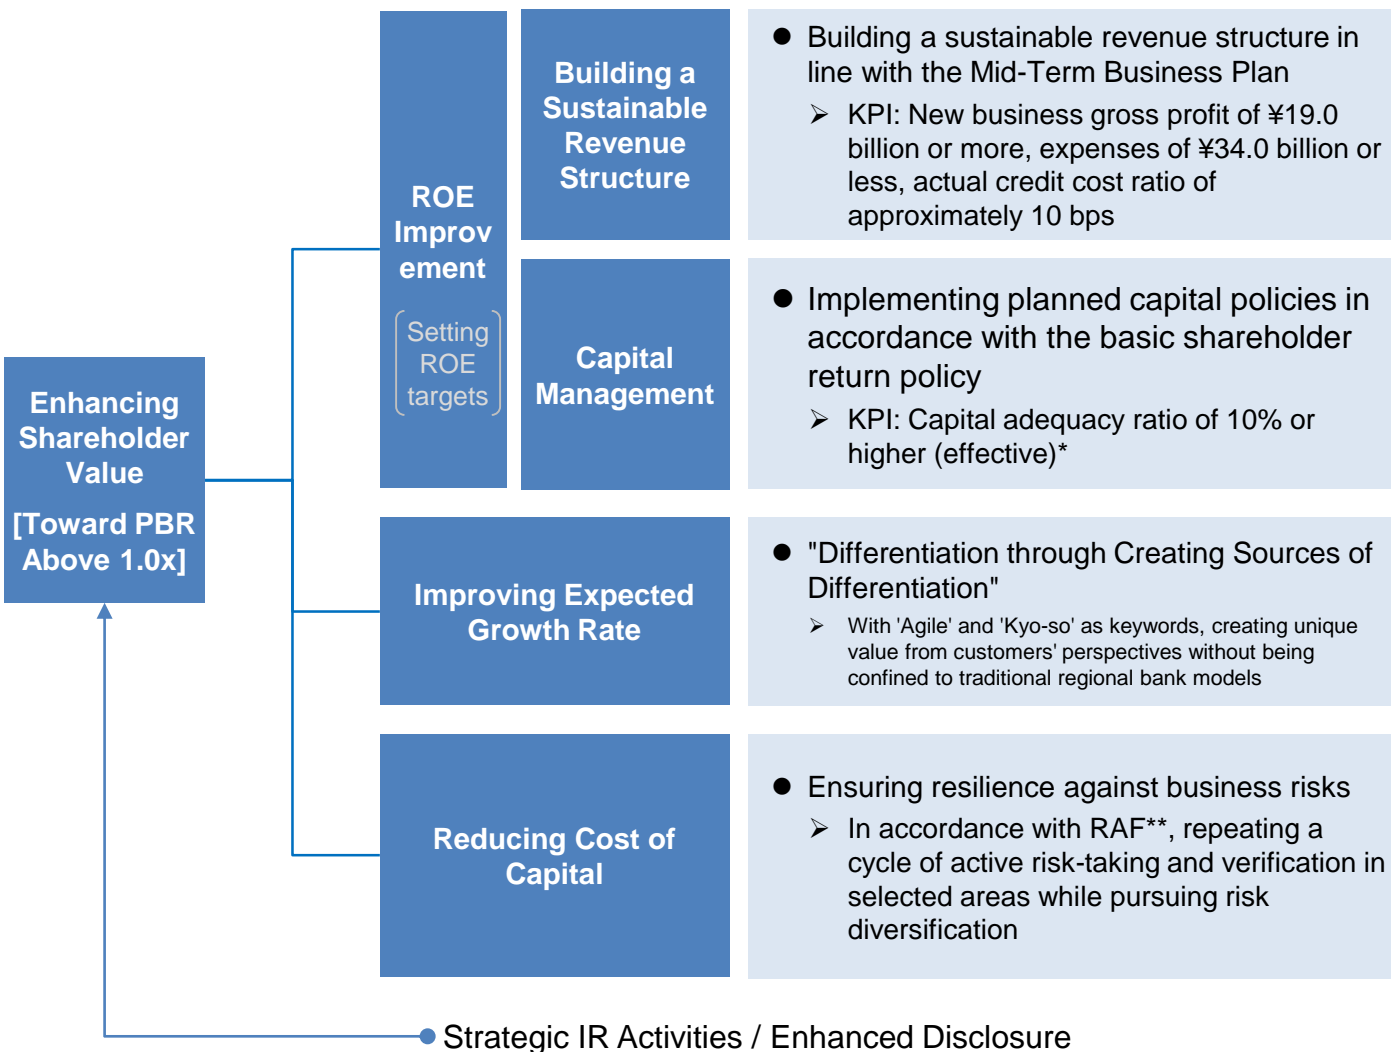 Enhancing
Shareholder
Value
[Toward PBR
Above 1.0x]
ROE
Improv
ement
Setting
ROE
targets
Building a
Sustainable
Revenue
Structure
● Building a sustainable revenue structure in
line with the Mid-Term Business Plan
➢ KPI: New business gross profit of ¥19.0
billion or more, expenses of ¥34.0 billion or
less, actual credit cost ratio of
approximately 10 bps
Capital
Management
● Implementing planned capital policies in
accordance with the basic shareholder
return policy
➢ KPI: Capital adequacy ratio of 10% or
higher (effective)*
Improving Expected
Growth Rate
● "Differentiation through Creating Sources of
Differentiation"
➢ With 'Agile' and 'Kyo-so' as keywords, creating unique
value from customers' perspectives without being
confined to traditional regional bank models
Reducing Cost of
Capital
● Ensuring resilience against business risks
➢ In accordance with RAF**, repeating a
cycle of active risk-taking and verification in
selected areas while pursuing risk
diversification
Strategic IR Activities / Enhanced Disclosure